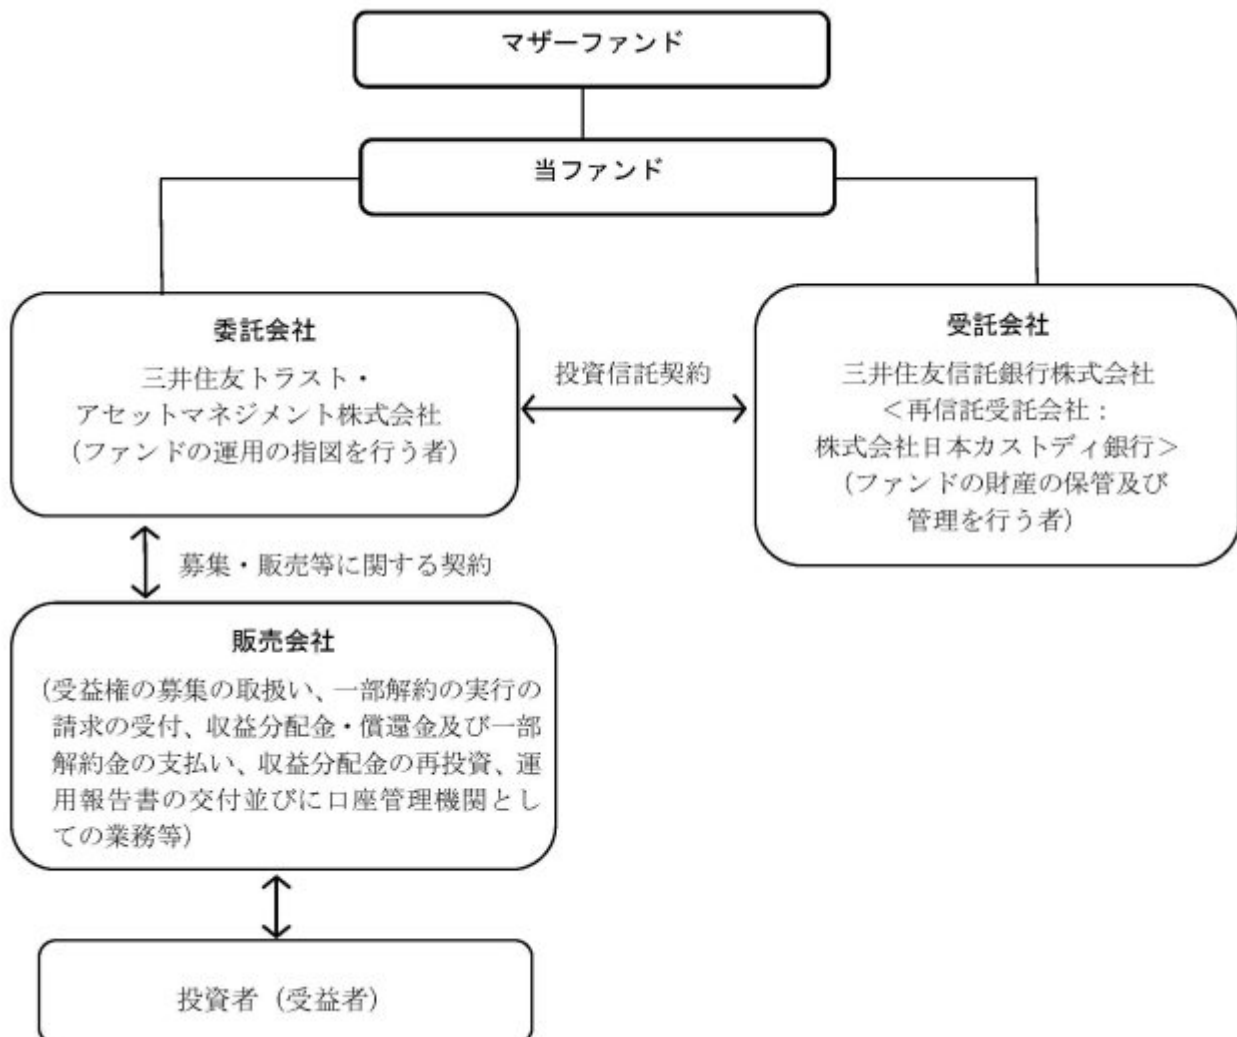 マザーファンド
当ファンド
委託会社
三井住友トラスト・
アセットマネジメント株式会社
（ファンドの運用の指図を行う者）
投資信託契約
受託会社
三井住友信託銀行株式会社
＜再信託受託会社：
株式会社日本カストディ銀行＞
（ファンドの財産の保管及び
管理を行う者）
募集・販売等に関する契約
販売会社
（受益権の募集の取扱い、一部解約の実行の
請求の受付、収益分配金・償還金及び一部
解約金の支払い、収益分配金の再投資、運
用報告書の交付並びに口座管理機関とし
ての業務等）
投資者（受益者）